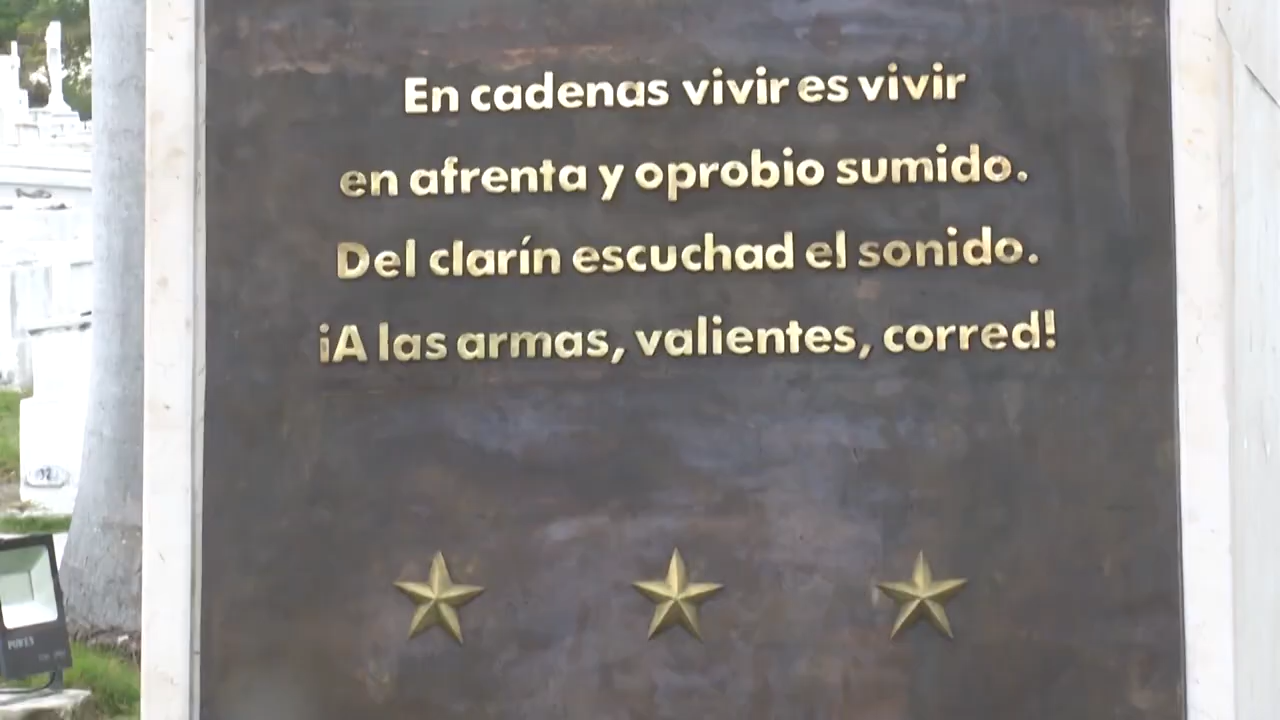 En cadenas vivir es vivir
en afrenta y oprobio sumido.
Del clarín escuchad el sonido.
¡A las armas, valientes, corred!